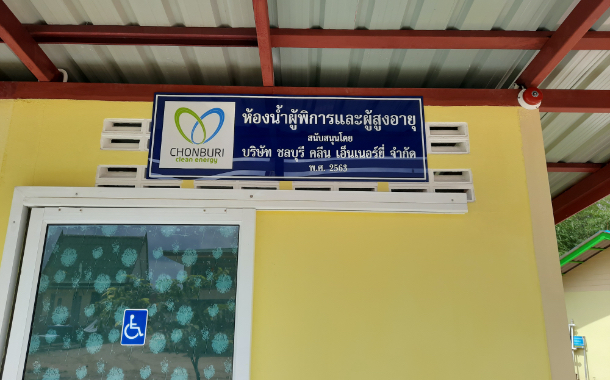 ห้องน้ำผู้พิการและผู้สูงอายุ
สนับสนุนโดย
บริษัท ชลบุรี คลีน เอ็นเนอร์ยี่ จำกัด
พ.ศ. 2563
CHONBURI
clean energy